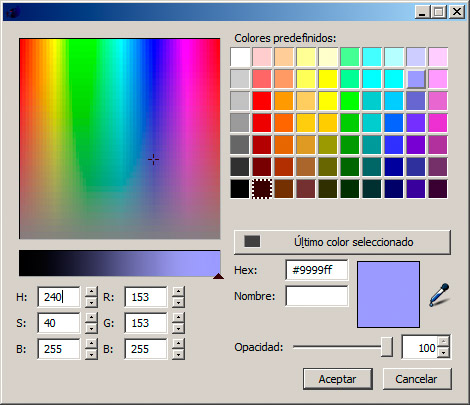 Colores predefinidos:
Último color seleccionado
Hex: #9999ff
Nombre:
H: 240 R: 153
S: 40 G: 153
B: 255 B: 255
Opacidad: 100
Aceptar Cancelar